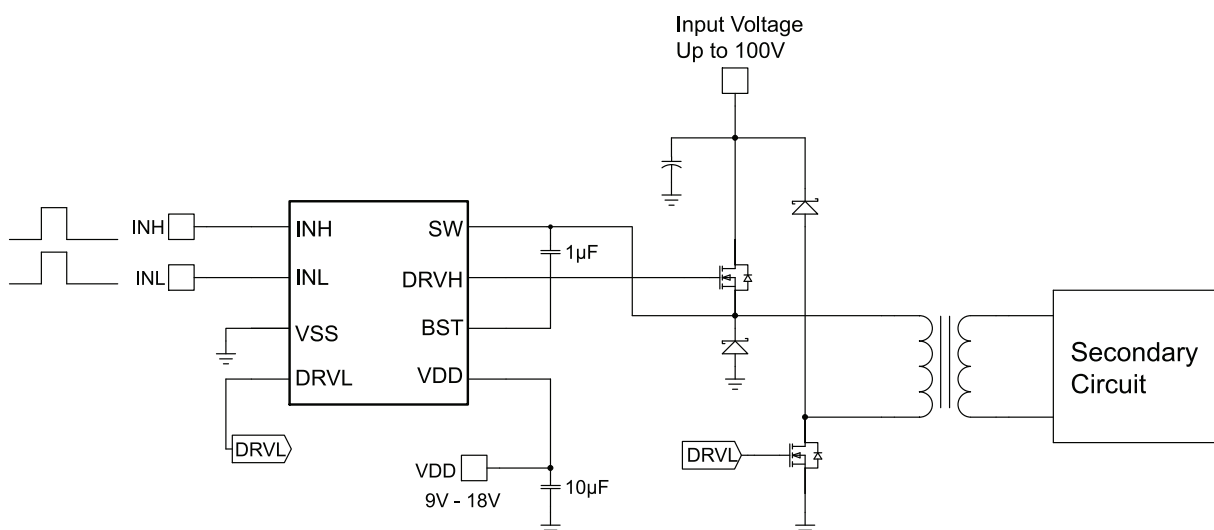 Input Voltage
Up to 100V
INH
INH
SW
1µF
INL
INL
DRVH
VSS
BST
DRVL
VDD
DRVL
DRVL
VDD
9V - 18V
10µF
Secondary
Circuit